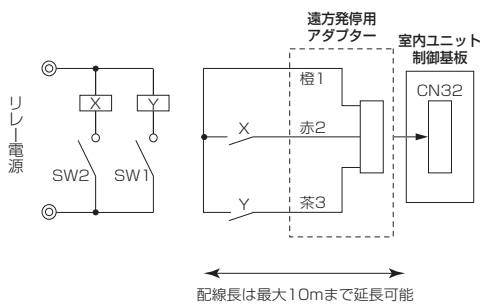 遠方発停用
アダプター
室内ユニット
制御基板
CN32
リレー電源
X
Y
SW2
SW1
橙1
X
赤2
Y
茶3
配線長は最大10mまで延長可能